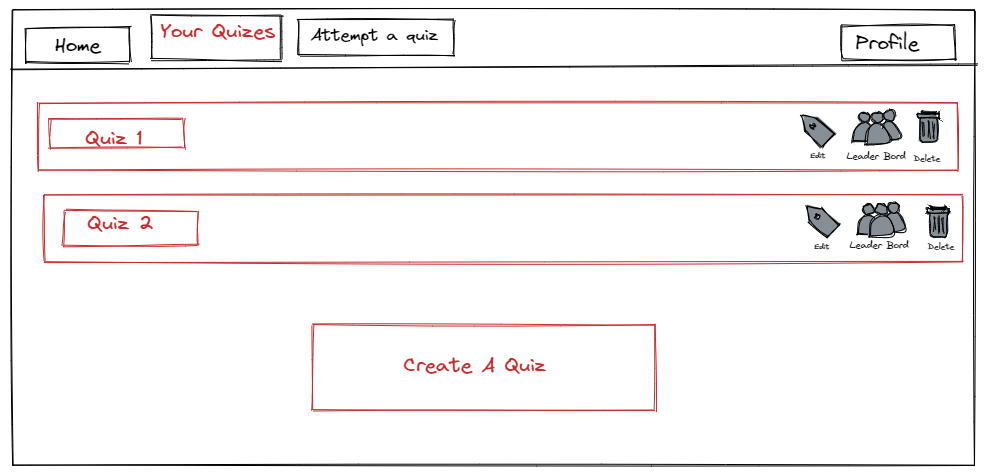 Home
Your Quizes
Attempt a quiz
Profile
Quiz 1
Edit
Leader Bord
Delete
Quiz 2
Edit
Leader Bord
Delete
Create A Quiz